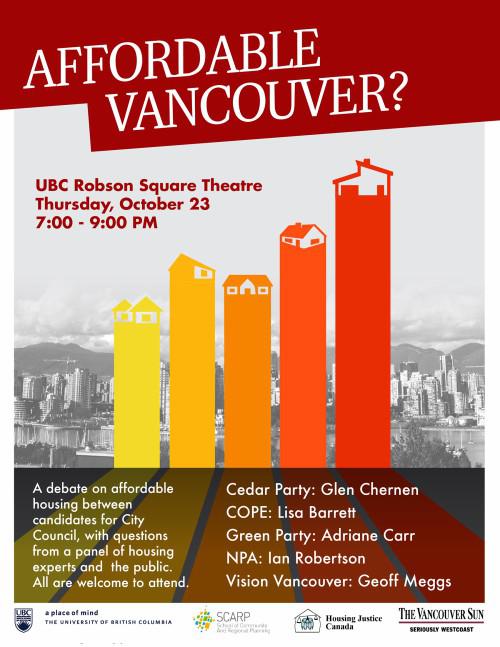 AFFORDABLE
VANCOUVER?
UBC Robson Square Theatre
Thursday, October 23
7:00 - 9:00 PM
A debate on affordable
housing between
candidates for City
Council, with questions
from a panel of housing
experts and the public.
All are welcome to attend.
Cedar Party: Glen Chernen
COPE: Lisa Barrett
Green Party: Adriane Carr
NPA: Ian Robertson
Vision Vancouver: Geoff Meggs
UBC
a place of mind
THE UNIVERSITY OF BRITISH COLUMBIA
SCARP
School of Community
And Regional Planning
Housing Justice
Canada
THE VANCOUVER SUN
SERIOUSLY WESTCOAST